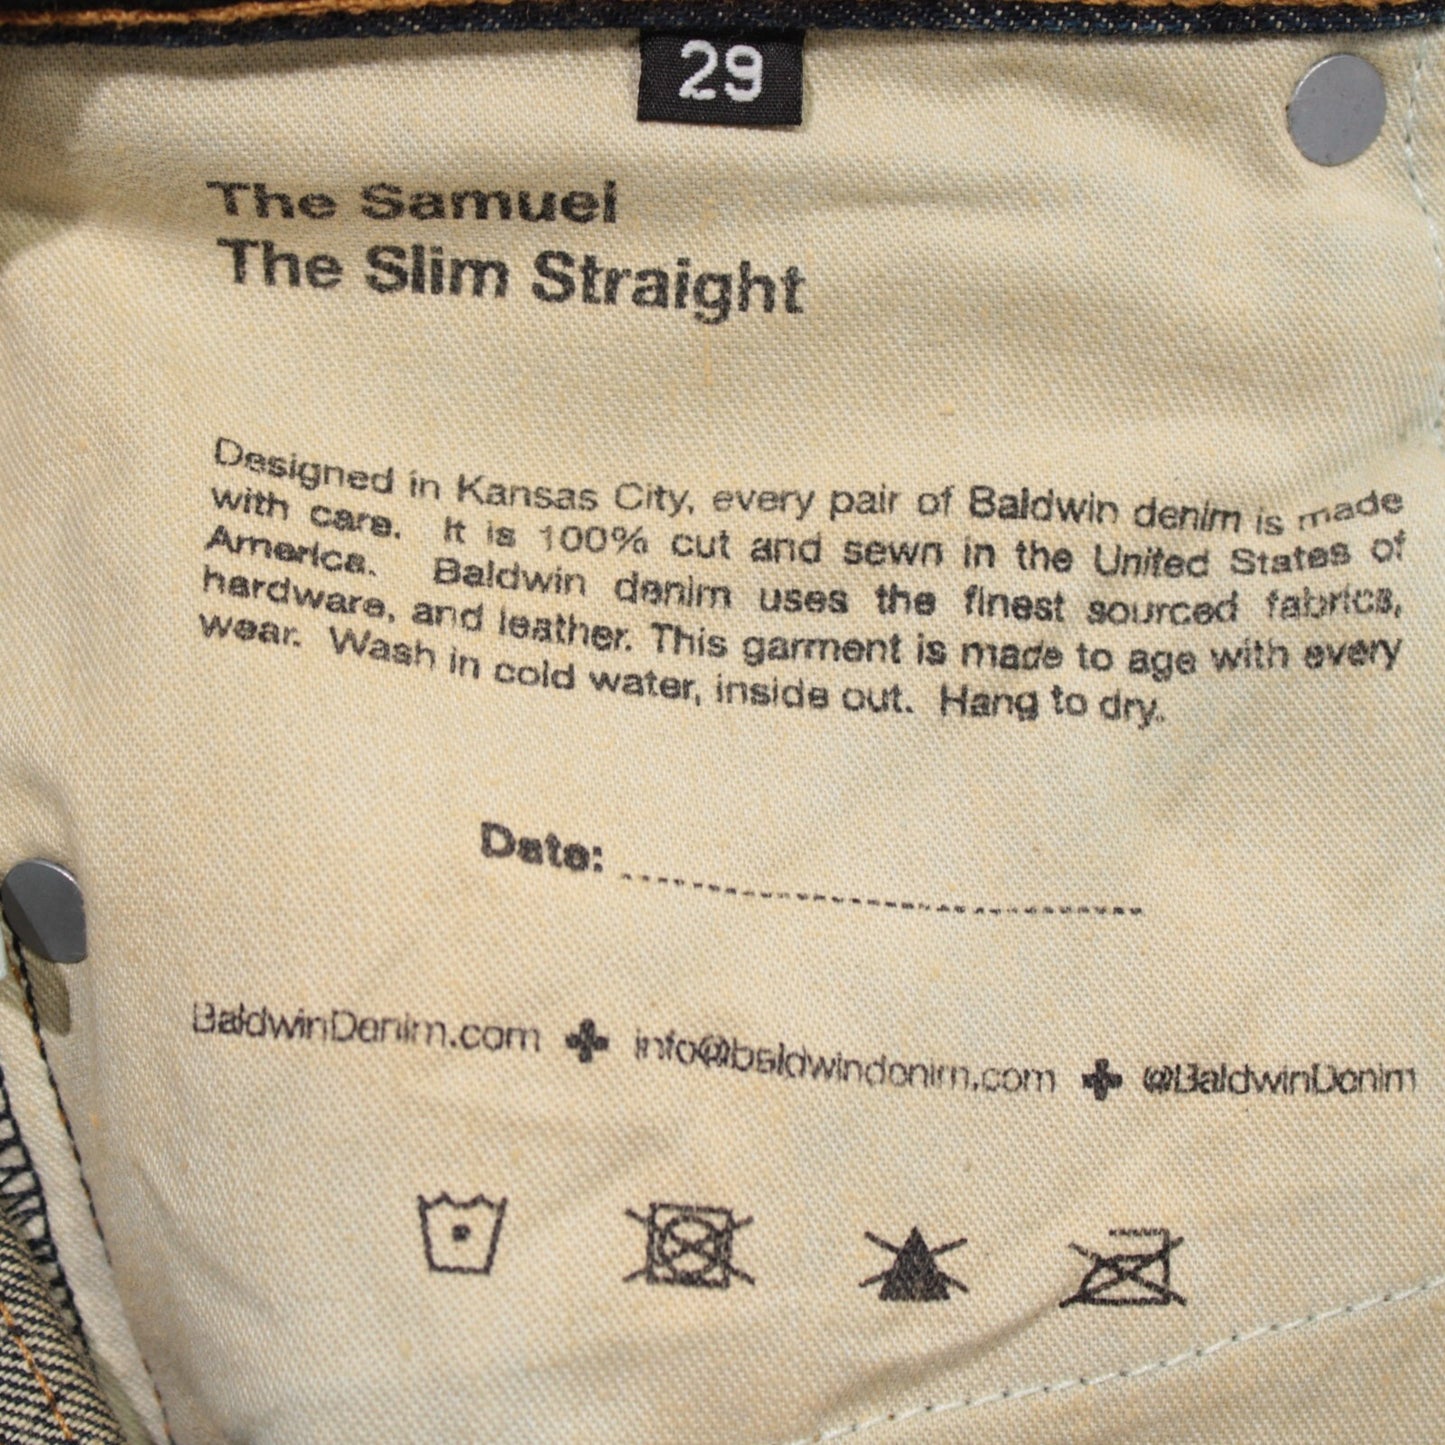 29
The Samuel
The Slim Straight
Designed in Kansas City, every pair of Baldwin denim is made
with care. It is 100% cut and sewn in the United States of
America. Baldwin denim uses the finest sourced fabrics,
hardware, and leather. This garment is made to age with every
wear. Wash in cold water, inside out. Hang to dry.
Date:
BaldwinDenim.com ✚ info@baldwindenim.com ✚ @BaldwinDenim